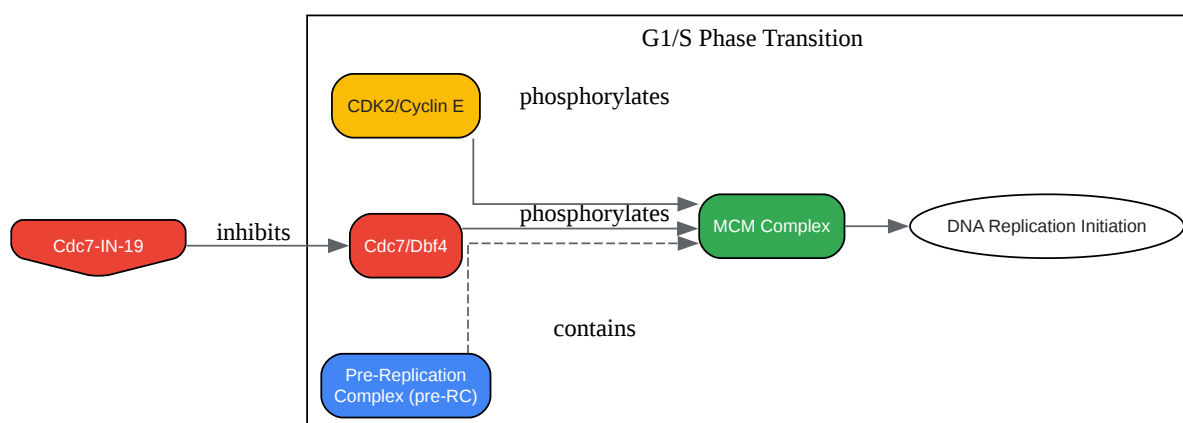 G1/S Phase Transition
CDK2/Cyclin E
phosphorylates
Cdc7-IN-19
inhibits
Cdc7/Dbf4
phosphorylates
MCM Complex
DNA Replication Initiation
contains
Pre-Replication
Complex (pre-RC)